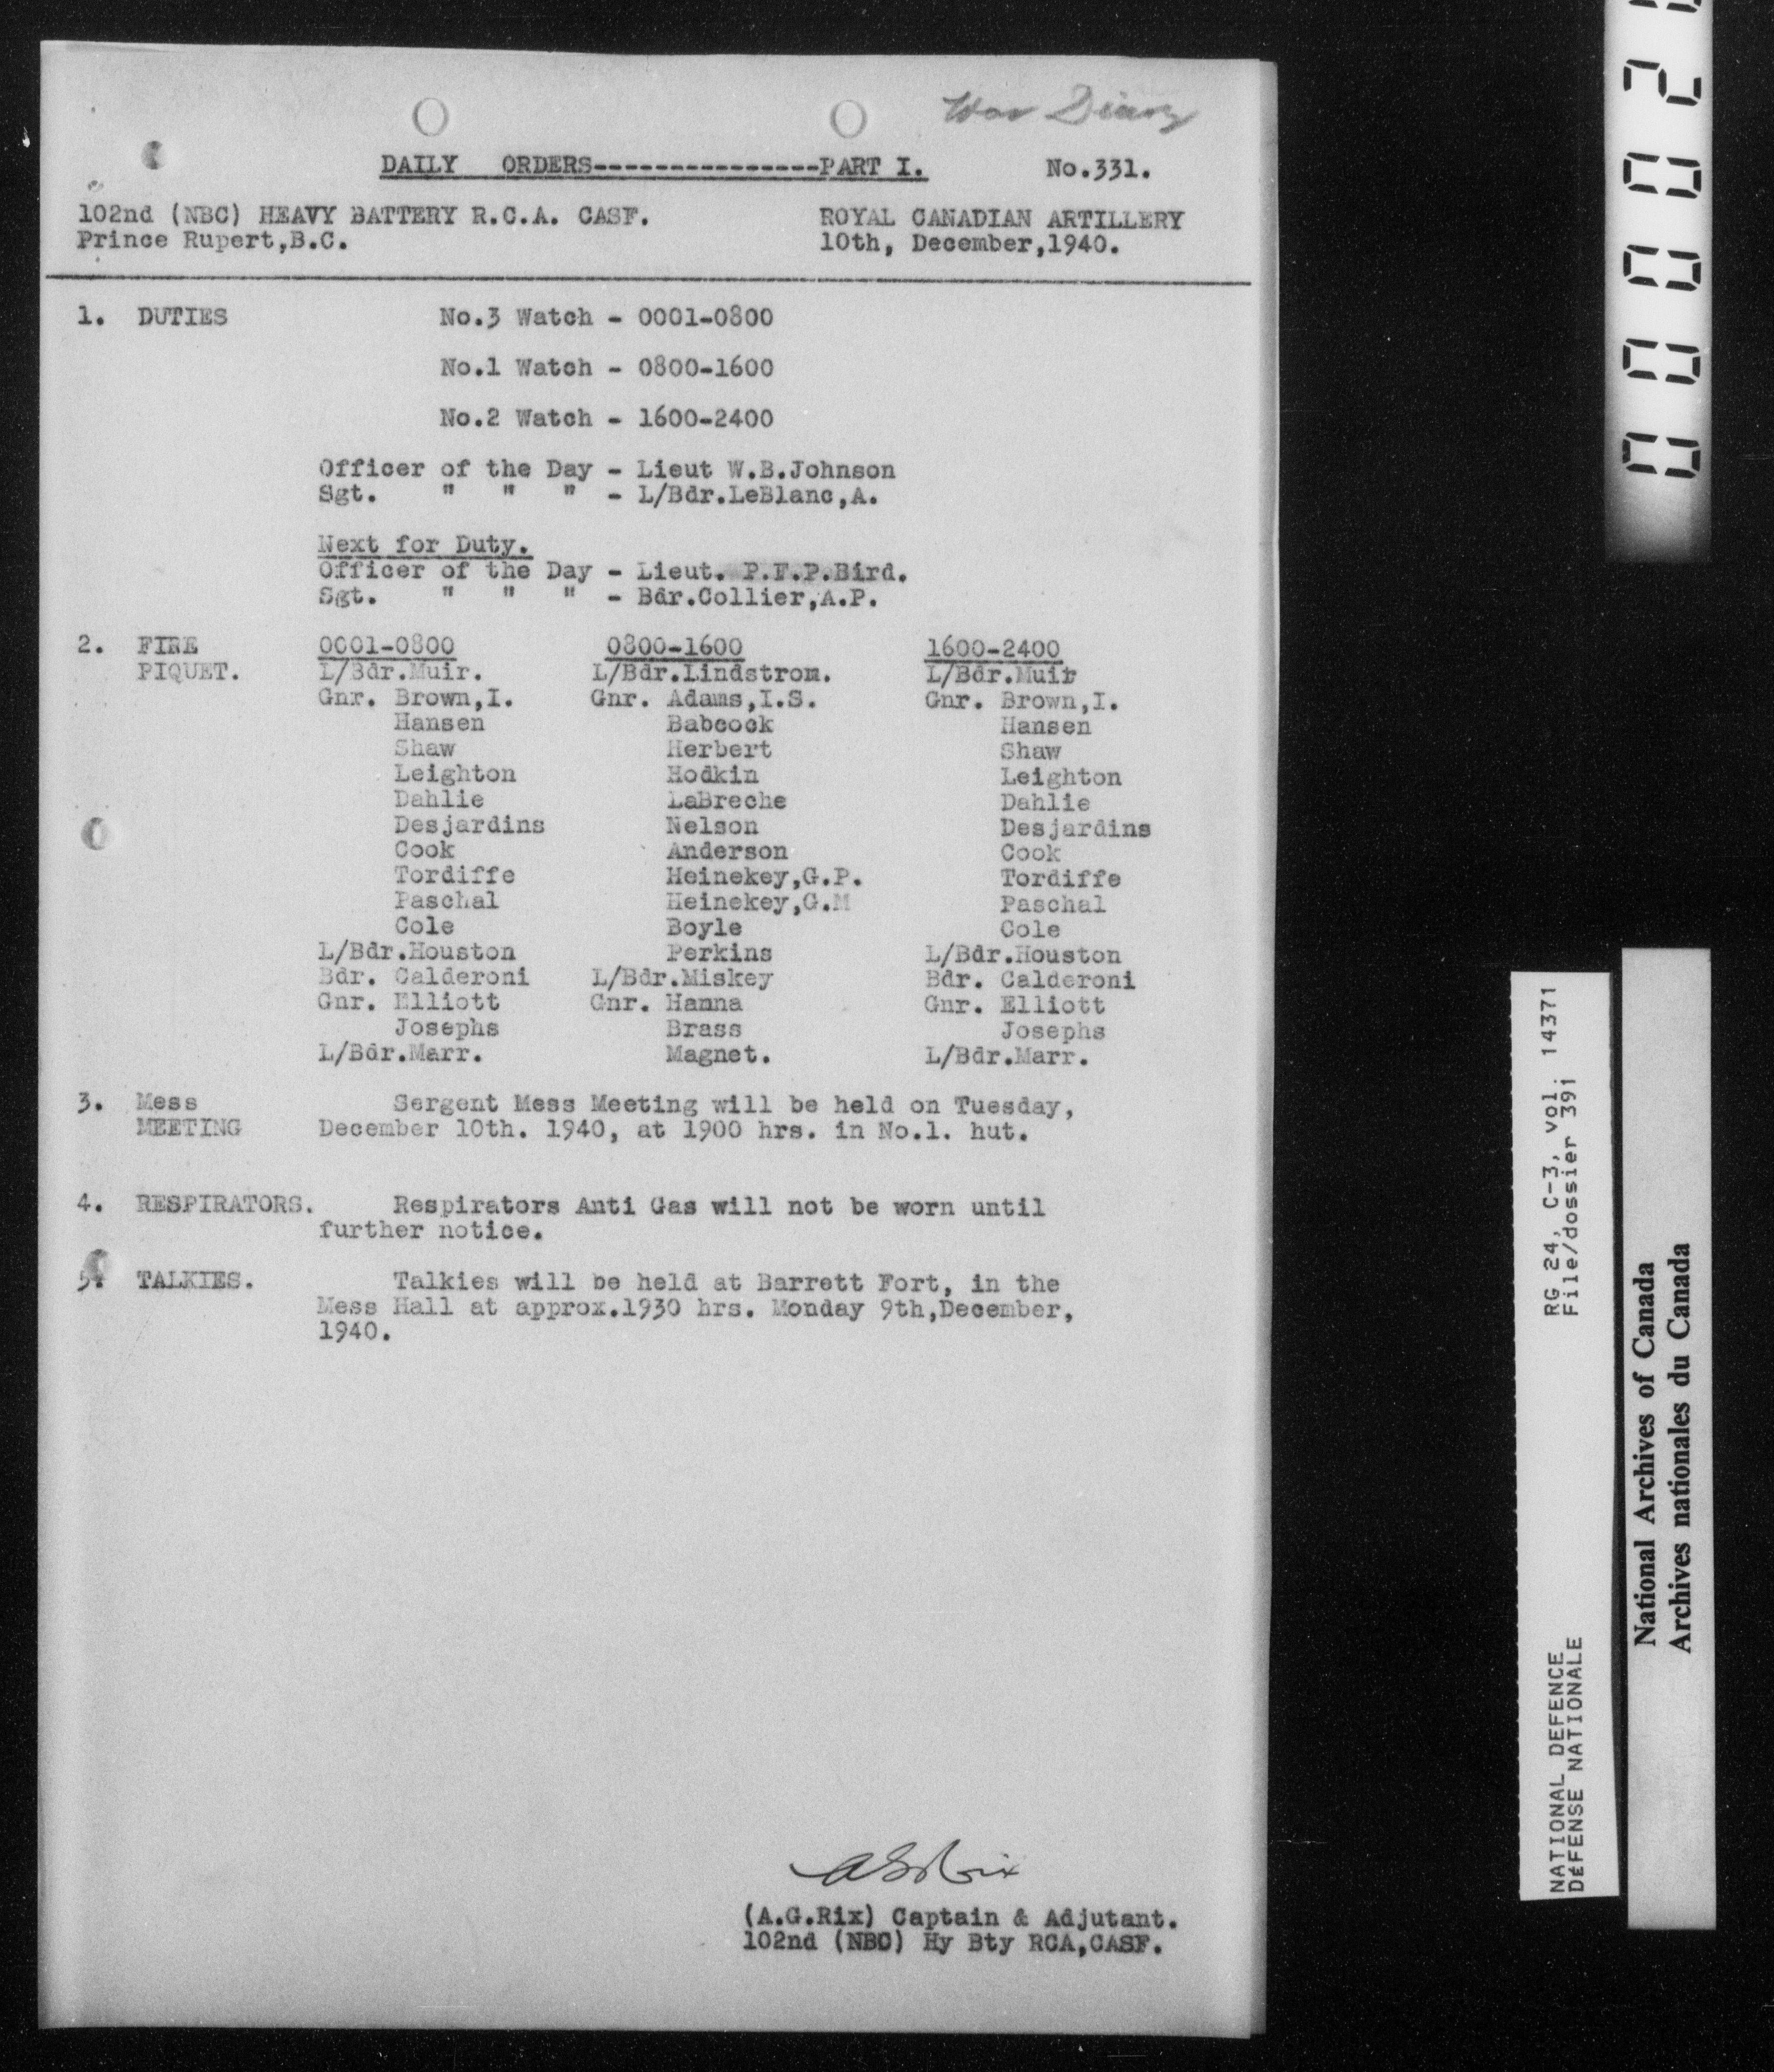 War Diary
DAILY ORDERS---------------PART I. No.331.
102nd (NBC) HEAVY BATTERY R.C.A. CASF. ROYAL CANADIAN ARTILLERY
Prince Rupert,B.C. 10th, December,1940.
1. DUTIES No.3 Watch - 0001-0800
No.1 Watch - 0800-1600
No.2 Watch - 1600-2400
Officer of the Day - Lieut W.B.Johnson
Sgt. " " " - L/Bdr.LeBlanc,A.
Next for Duty.
Officer of the Day - Lieut. P.F.P.Bird.
Sgt. " " " - Bdr.Collier,A.P.
2. FIRE 0001-0800 0800-1600 1600-2400
PIQUET. L/Bdr.Muir. L/Bdr.Lindstrom. L/Bdr.Muir
Gnr. Brown,I. Gnr. Adams,I.S. Gnr. Brown,I.
Hansen Babcock Hansen
Shaw Herbert Shaw
Leighton Hodkin Leighton
Dahlie LaBreche Dahlie
Desjardins Nelson Desjardins
Cook Anderson Cook
Tordiffe Heinekey,G.P. Tordiffe
Paschal Heinekey,G.M Paschal
Cole Boyle Cole
L/Bdr.Houston Perkins L/Bdr.Houston
Bdr. Calderoni L/Bdr.Miskey Bdr. Calderoni
Gnr. Elliott Gnr. Hanna Gnr. Elliott
Josephs Brass Josephs
L/Bdr.Marr. Magnet. L/Bdr.Marr.
3. Mess Sergent Mess Meeting will be held on Tuesday,
MEETING December 10th. 1940, at 1900 hrs. in No.1. hut.
4. RESPIRATORS. Respirators Anti Gas will not be worn until
further notice.
5. TALKIES. Talkies will be held at Barrett Fort, in the
Mess Hall at approx.1930 hrs. Monday 9th,December,
1940.
AGRix
(A.G.Rix) Captain & Adjutant.
102nd (NBC) Hy Bty RCA,CASF.
NATIONAL DEFENCE RG 24, C-3, vol. 14371
DÉFENSE NATIONALE File/dossier 391
National Archives of Canada
Archives nationales du Canada